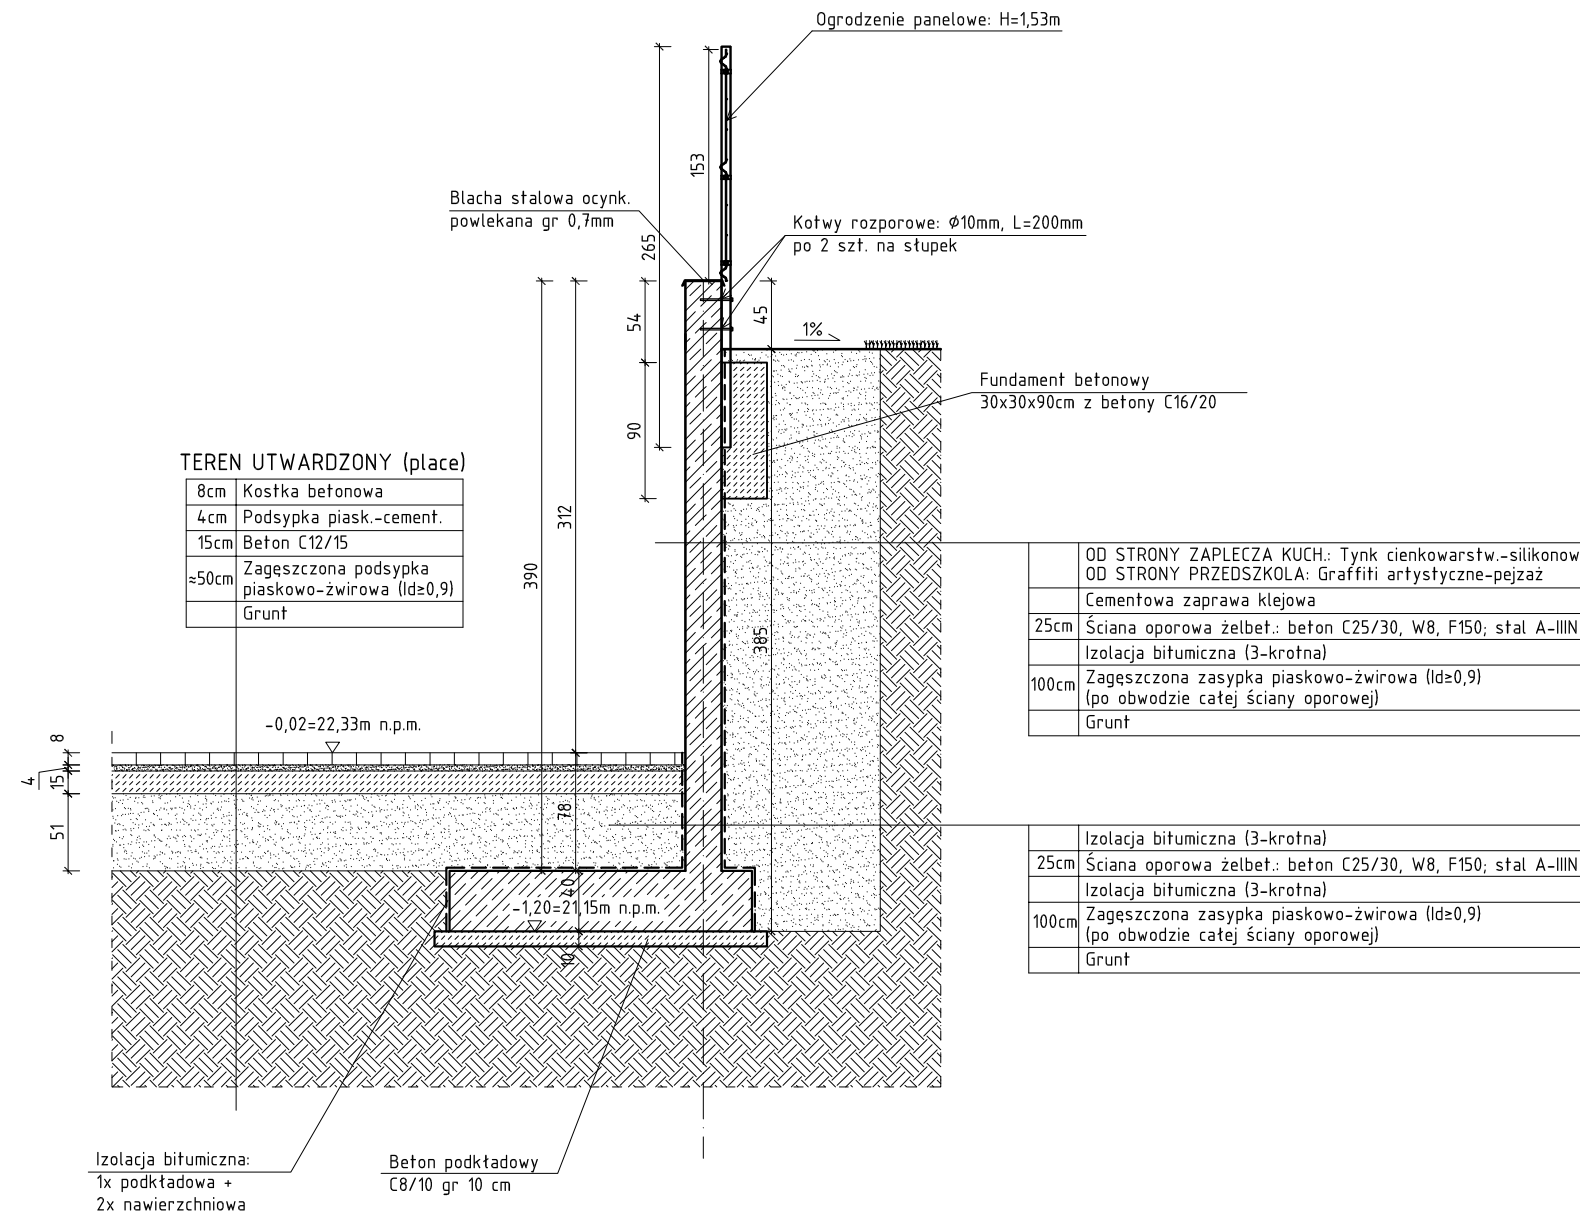 Ogrodzenie panelowe: H=1,53m
153
265
Blacha stalowa ocynk.
powlekana gr 0,7mm
Kotwy rozporowe: Ø10mm, L=200mm
po 2 szt. na słupek
54
45
1%
90
Fundament betonowy
30x30x90cm z betony C16/20
312
390
385
TEREN UTWARDZONY (place)
8cm Kostka betonowa
4cm Podsypka piask.-cement.
15cm Beton C12/15
≈50cm Zagęszczona podsypka
piaskowo-żwirowa (Id≥0,9)
Grunt
OD STRONY ZAPLECZA KUCH.: Tynk cienkowarstw.-silikonow
OD STRONY PRZEDSZKOLA: Graffiti artystyczne-pejzaż
Cementowa zaprawa klejowa
25cm Ściana oporowa żelbet.: beton C25/30, W8, F150; stal A-IIIN
Izolacja bitumiczna (3-krotna)
100cm Zagęszczona zasypka piaskowo-żwirowa (Id≥0,9)
(po obwodzie całej ściany oporowej)
Grunt
-0,02=22,33m n.p.m.
8
4
15
51
78
40
-1,20=21,15m n.p.m.
10
Izolacja bitumiczna (3-krotna)
25cm Ściana oporowa żelbet.: beton C25/30, W8, F150; stal A-IIIN
Izolacja bitumiczna (3-krotna)
100cm Zagęszczona zasypka piaskowo-żwirowa (Id≥0,9)
(po obwodzie całej ściany oporowej)
Grunt
Izolacja bitumiczna:
1x podkładowa +
2x nawierzchniowa
Beton podkładowy
C8/10 gr 10 cm